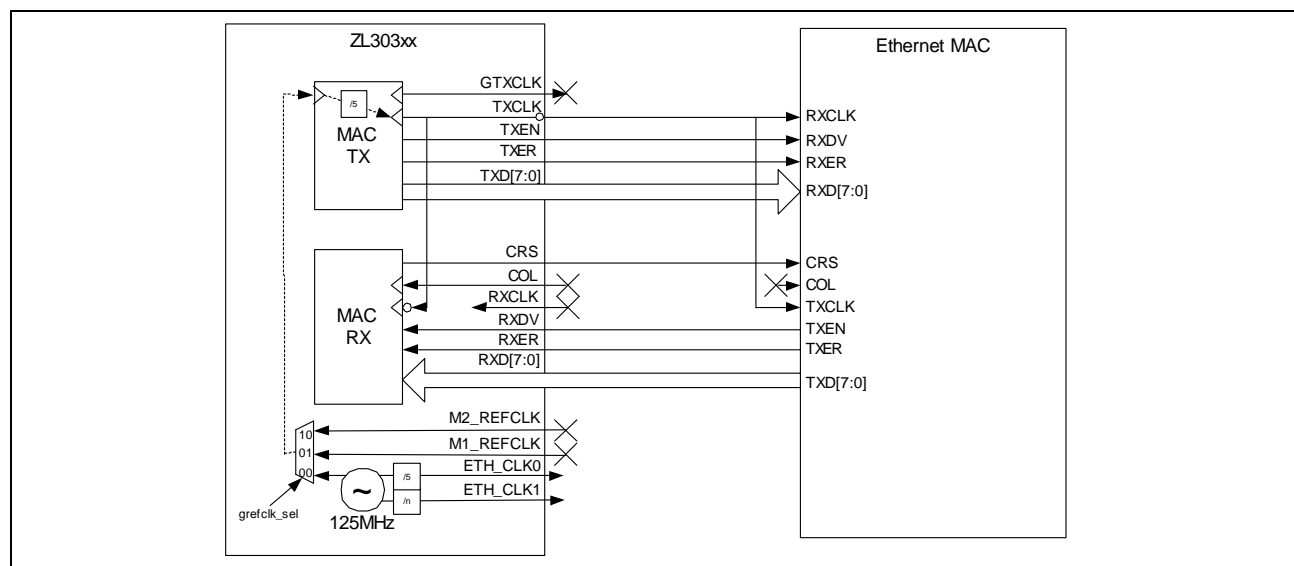 ZL303xx
Ethernet MAC
GTXCLK
/5
TXCLK
RXCLK
MAC
TX
TXEN
RXDV
TXER
RXER
TXD[7:0]
RXD[7:0]
CRS
CRS
COL
COL
RXCLK
TXCLK
MAC
RX
RXDV
TXEN
RXER
TXER
RXD[7:0]
TXD[7:0]
M2_REFCLK
10
M1_REFCLK
01
ETH_CLK0
00
/5
ETH_CLK1
~
/n
grefclk_sel
125MHz